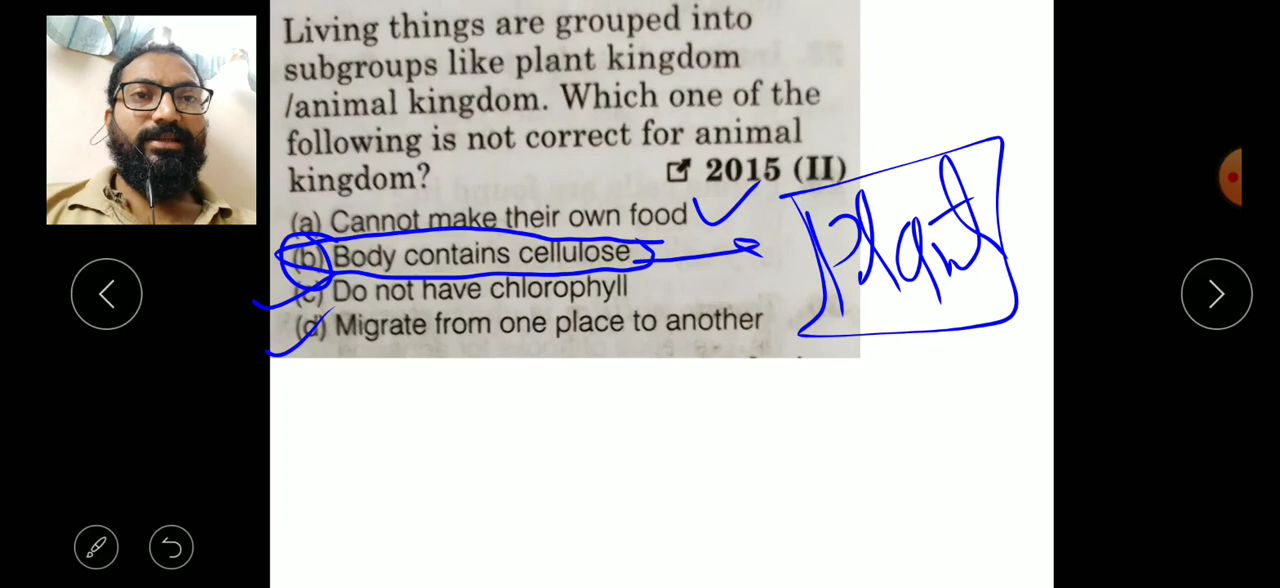 Living things are grouped into
subgroups like plant kingdom
/animal kingdom. Which one of the
following is not correct for animal
kingdom?
2015 (II)
(a) Cannot make their own food
(b) Body contains cellulose
(c) Do not have chlorophyll
(d) Migrate from one place to another
Plant